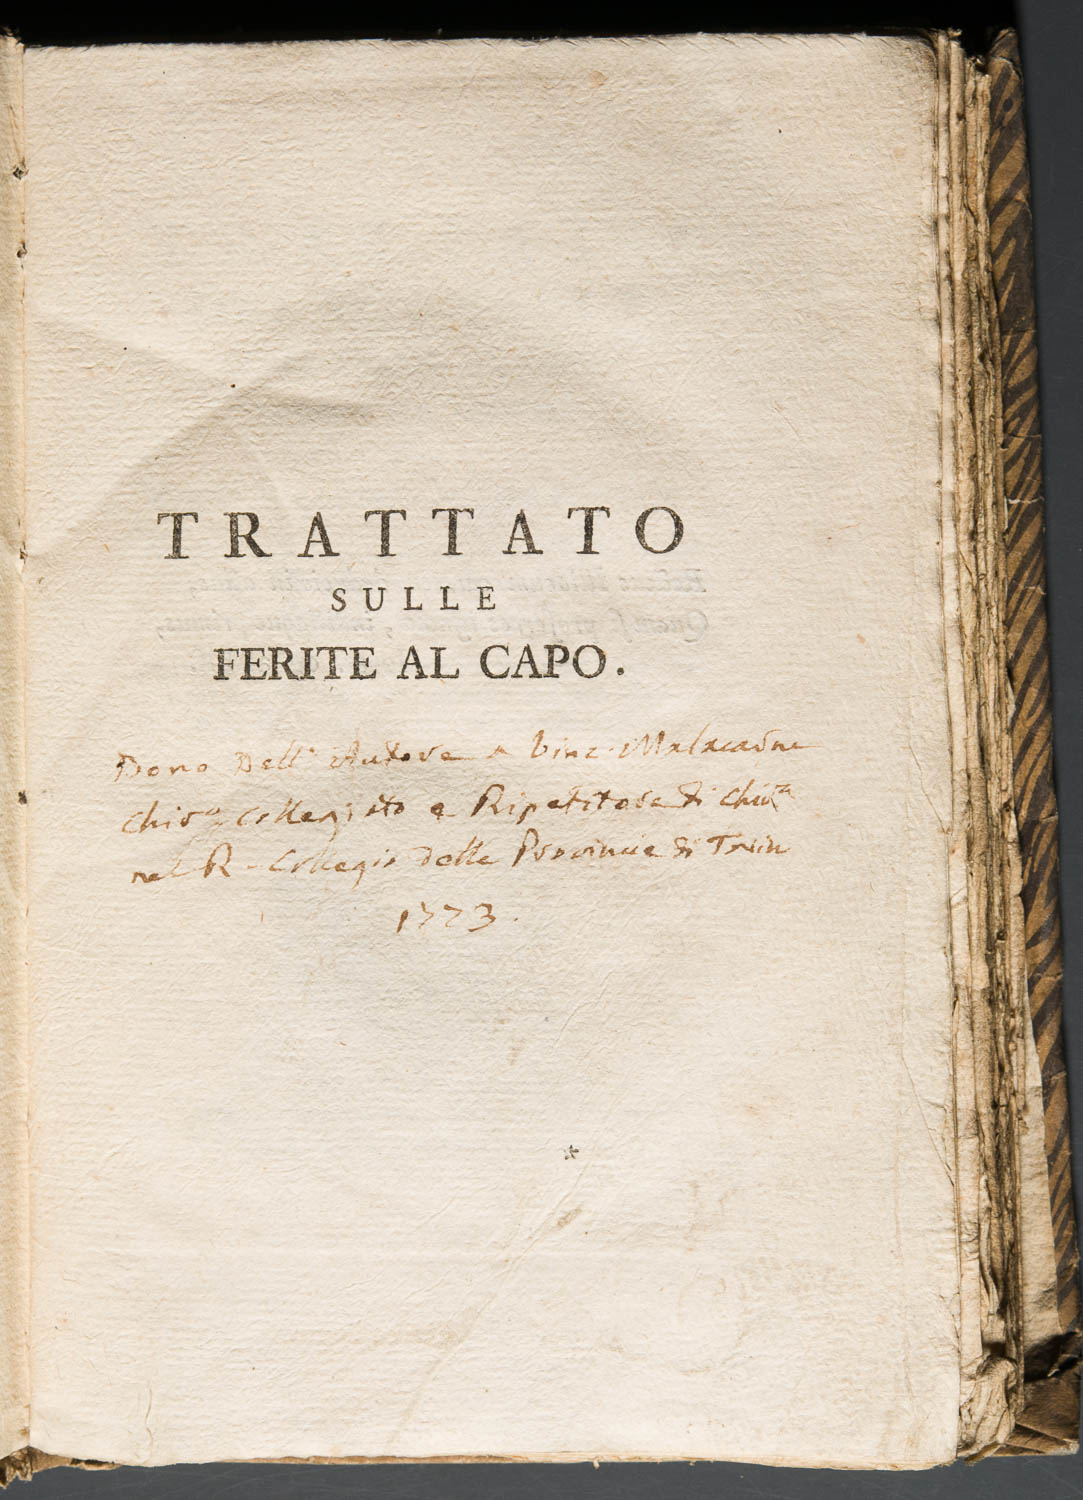 TRATTATO
SULLE
FERITE AL CAPO.
Dono Dell' Autore a Vinc. Malacarne
Chir.º Collegiato e Ripetitore di Chir.ª
nel R. Collegio Delle Provincie di Torin
1773.
*